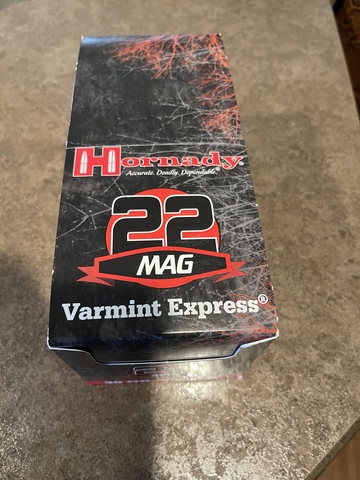 Hornady®
Accurate. Deadly. Dependable.®
22
MAG
Varmint Express®